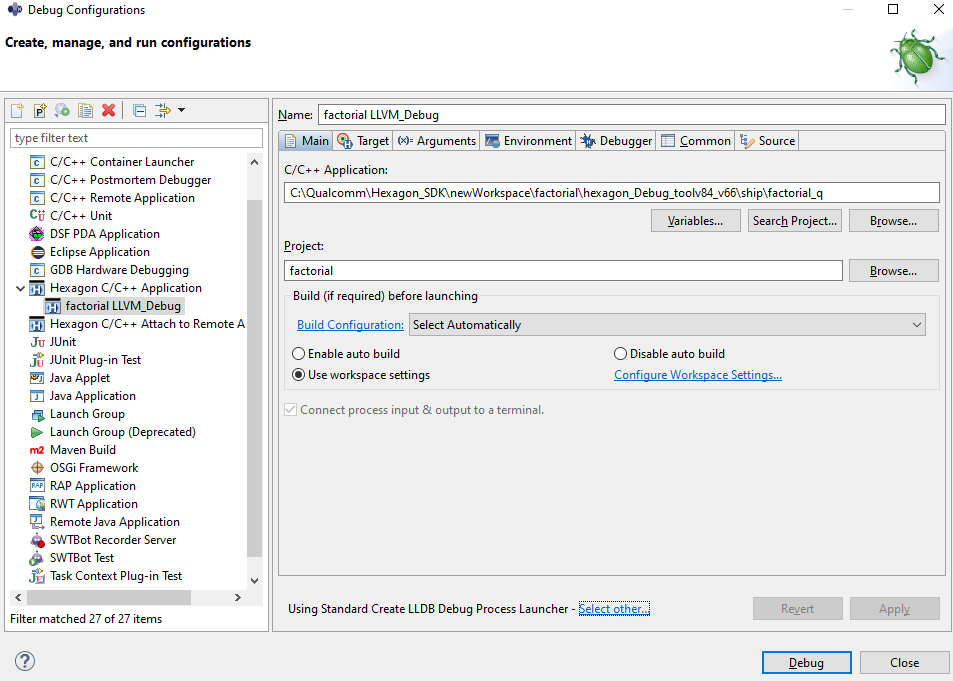 Debug Configurations
Create, manage, and run configurations
type filter text
C/C++ Container Launcher
C/C++ Postmortem Debugger
C/C++ Remote Application
C/C++ Unit
DSF PDA Application
Eclipse Application
GDB Hardware Debugging
Hexagon C/C++ Application
factorial LLVM_Debug
Hexagon C/C++ Attach to Remote A
JUnit
JUnit Plug-in Test
Java Applet
Java Application
Launch Group
Launch Group (Deprecated)
Maven Build
OSGi Framework
RAP Application
RWT Application
Remote Java Application
SWTBot Recorder Server
SWTBot Test
Task Context Plug-in Test
Filter matched 27 of 27 items
Name: factorial LLVM_Debug
Main Target (x)= Arguments Environment Debugger Common Source
C/C++ Application:
C:\Qualcomm\Hexagon_SDK\newWorkspace\factorial\hexagon_Debug_toolv84_v66\ship\factorial_q
Variables... Search Project... Browse...
Project:
factorial Browse...
Build (if required) before launching
Build Configuration: Select Automatically
Enable auto build Disable auto build
Use workspace settings Configure Workspace Settings...
Connect process input & output to a terminal.
Using Standard Create LLDB Debug Process Launcher - Select other...
Revert Apply
Debug Close